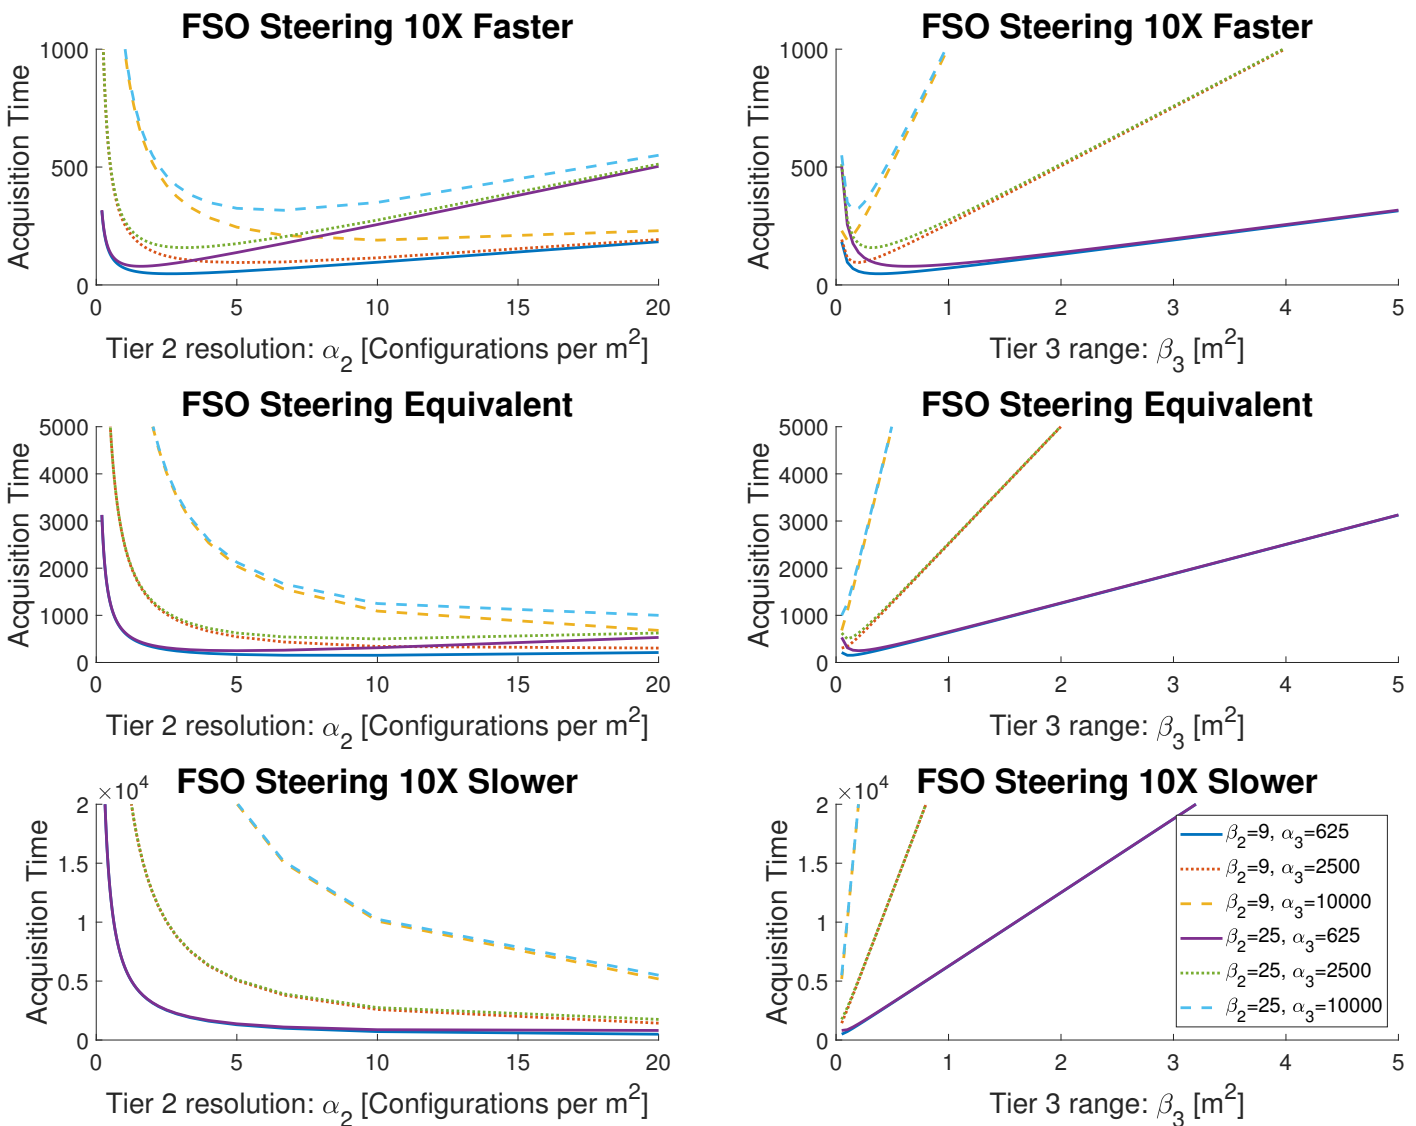 FSO Steering 10X Faster
1000
500
0
0 5 10 15 20
Acquisition Time
Tier 2 resolution: α2 [Configurations per m2]
FSO Steering 10X Faster
1000
500
0
0 1 2 3 4 5
Acquisition Time
Tier 3 range: β3 [m2]
FSO Steering Equivalent
5000
4000
3000
2000
1000
0
0 5 10 15 20
Acquisition Time
Tier 2 resolution: α2 [Configurations per m2]
FSO Steering Equivalent
5000
4000
3000
2000
1000
0
0 1 2 3 4 5
Acquisition Time
Tier 3 range: β3 [m2]
FSO Steering 10X Slower
×10^4
2
1.5
1
0.5
0
0 5 10 15 20
Acquisition Time
Tier 2 resolution: α2 [Configurations per m2]
FSO Steering 10X Slower
×10^4
2
1.5
1
0.5
0
0 1 2 3 4 5
Acquisition Time
Tier 3 range: β3 [m2]
β2=9, α3=625
β2=9, α3=2500
β2=9, α3=10000
β2=25, α3=625
β2=25, α3=2500
β2=25, α3=10000